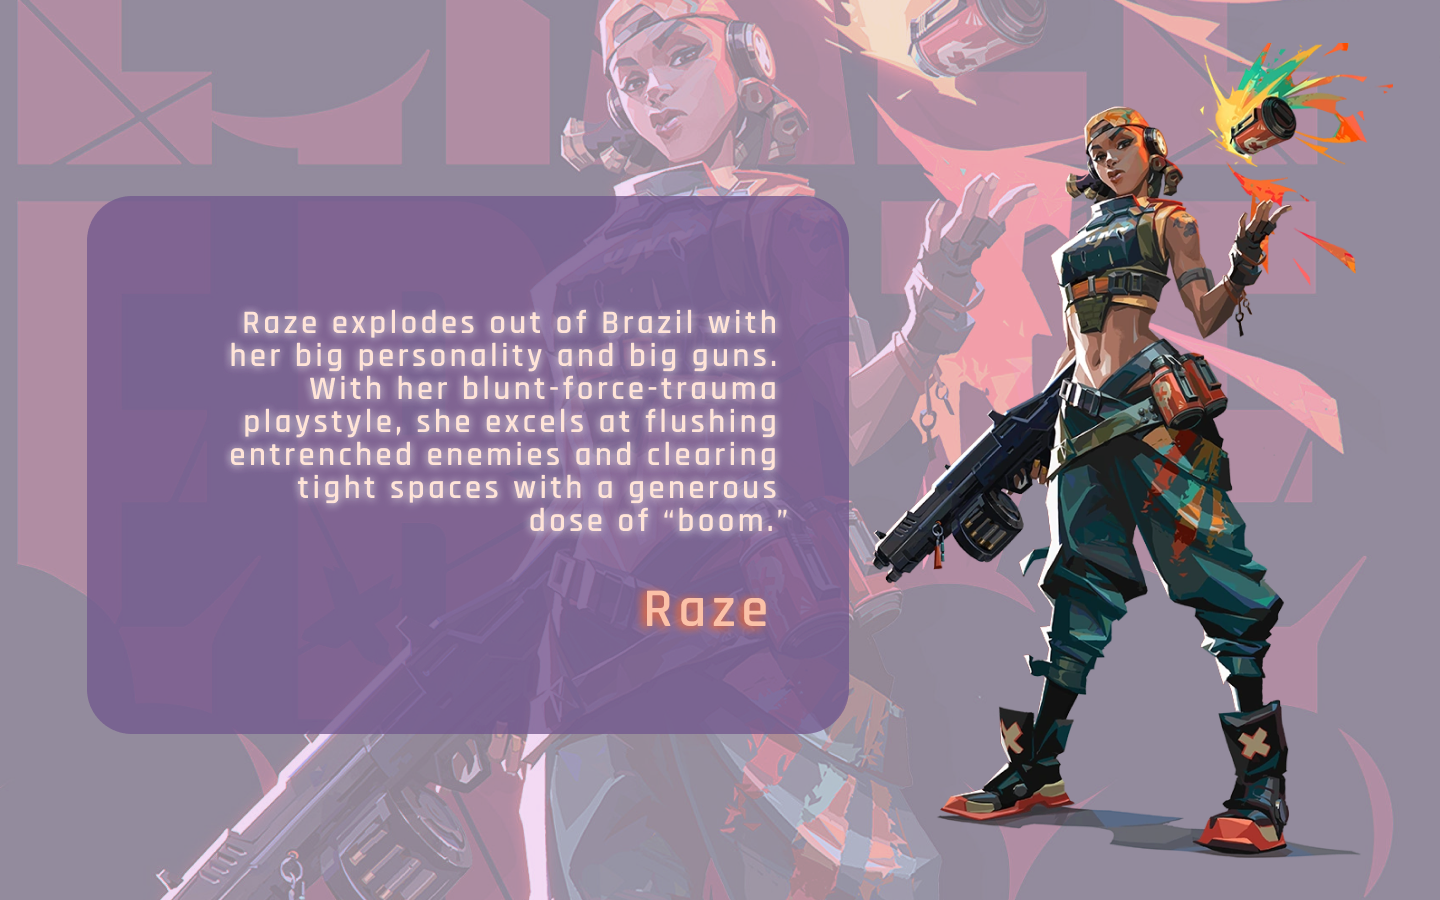 Raze explodes out of Brazil with
her big personality and big guns.
With her blunt-force-trauma
playstyle, she excels at flushing
entrenched enemies and clearing
tight spaces with a generous
dose of “boom.”
Raze